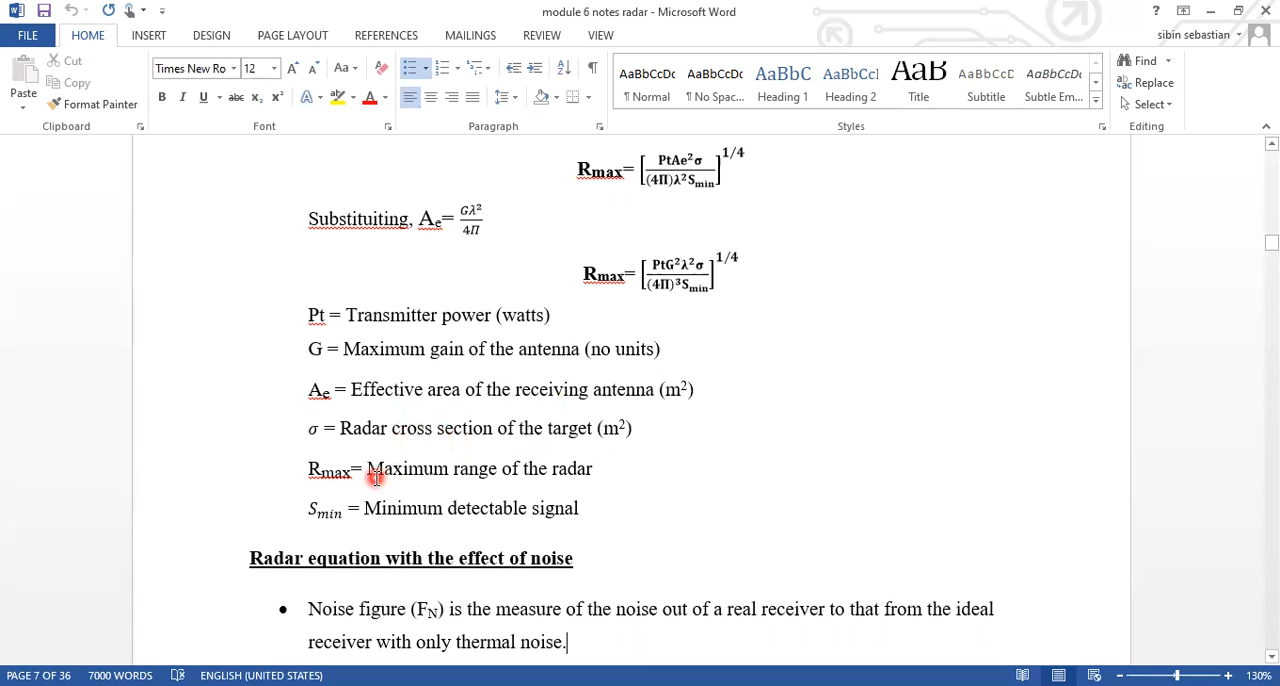 module 6 notes radar - Microsoft Word
FILE HOME INSERT DESIGN PAGE LAYOUT REFERENCES MAILINGS REVIEW VIEW sibin sebastian
Cut
Copy
Format Painter
Paste
Clipboard
Times New Ro 12
Font
Paragraph
AaBbCcDc AaBbCcDc AaBbC AaBbCcI AaB AaBbCcD AaBbCcDc
¶ Normal ¶ No Spac... Heading 1 Heading 2 Title Subtitle Subtle Em...
Styles
Find
Replace
Select
Editing
Rmax= [PtAe²σ / (4Π)λ²Smin]^1/4
Substituiting, Ae= Gλ² / 4Π
Rmax= [PtG²λ²σ / (4Π)³Smin]^1/4
Pt = Transmitter power (watts)
G = Maximum gain of the antenna (no units)
Ae = Effective area of the receiving antenna (m²)
σ = Radar cross section of the target (m²)
Rmax= Maximum range of the radar
Smin = Minimum detectable signal
Radar equation with the effect of noise
• Noise figure (FN) is the measure of the noise out of a real receiver to that from the ideal
receiver with only thermal noise.
PAGE 7 OF 36 7000 WORDS ENGLISH (UNITED STATES) 130%